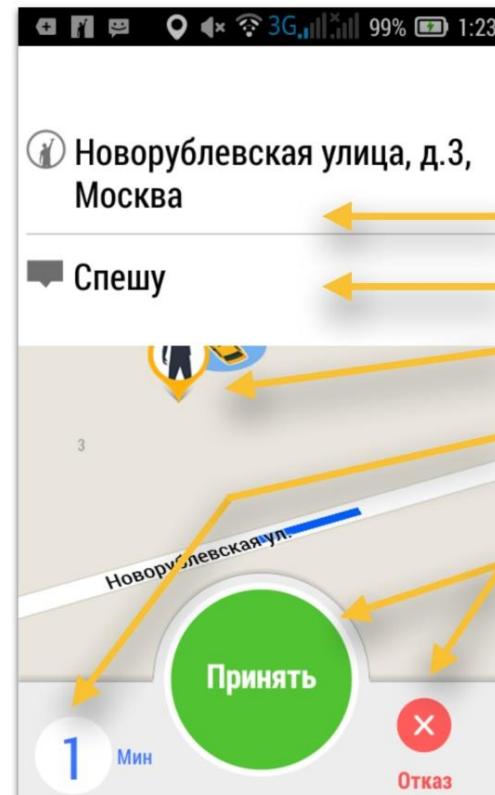 3G 99% 1:23
Новорублевская улица, д.3,
Москва
Спешу
3
Новорублевская ул.
Принять
1 Мин
Отказ